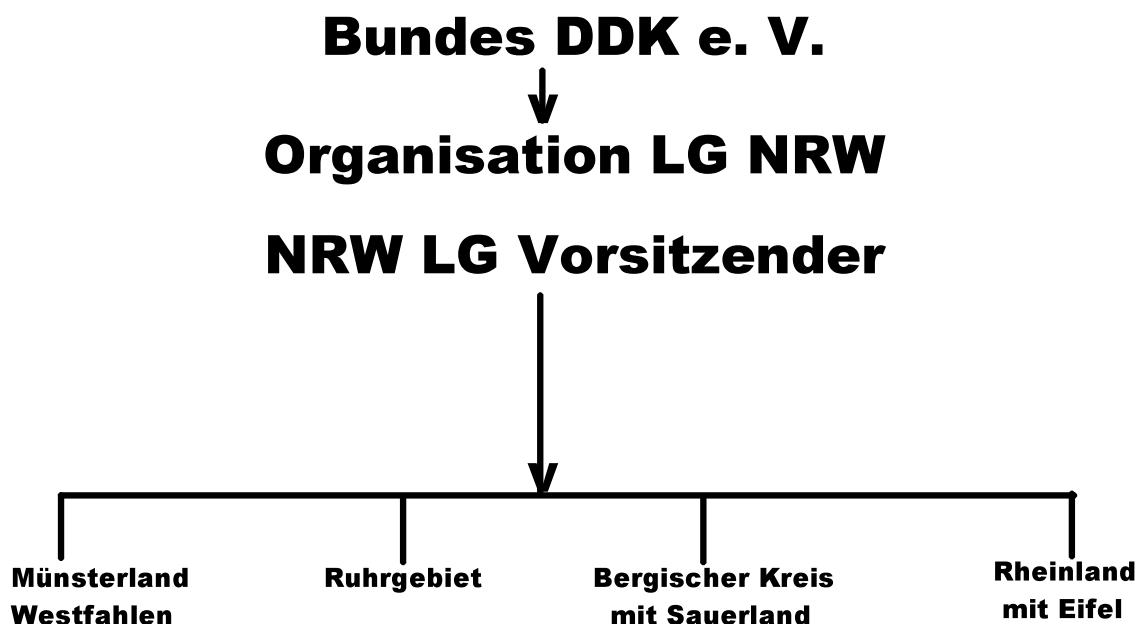 Bundes DDK e. V.
Organisation LG NRW
NRW LG Vorsitzender
Münsterland
Westfahlen
Ruhrgebiet
Bergischer Kreis
mit Sauerland
Rheinland
mit Eifel